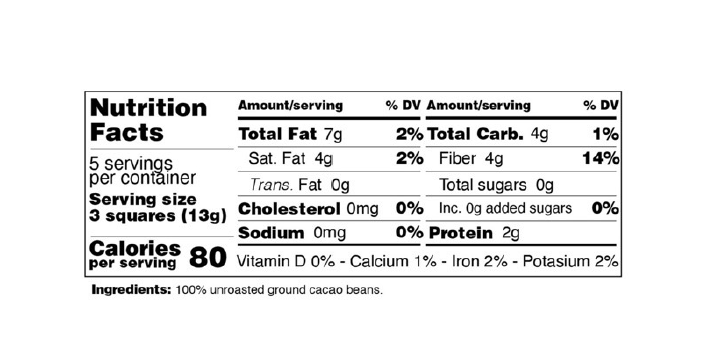 Nutrition
Facts
5 servings
per container
Serving size
3 squares (13g)
Calories
per serving 80
Amount/serving % DV
Total Fat 7g 2%
Sat. Fat 4g 2%
Trans. Fat 0g
Cholesterol 0mg 0%
Sodium 0mg 0%
Amount/serving % DV
Total Carb. 4g 1%
Fiber 4g 14%
Total sugars 0g
Inc. 0g added sugars 0%
Protein 2g
Vitamin D 0% - Calcium 1% - Iron 2% - Potasium 2%
Ingredients: 100% unroasted ground cacao beans.